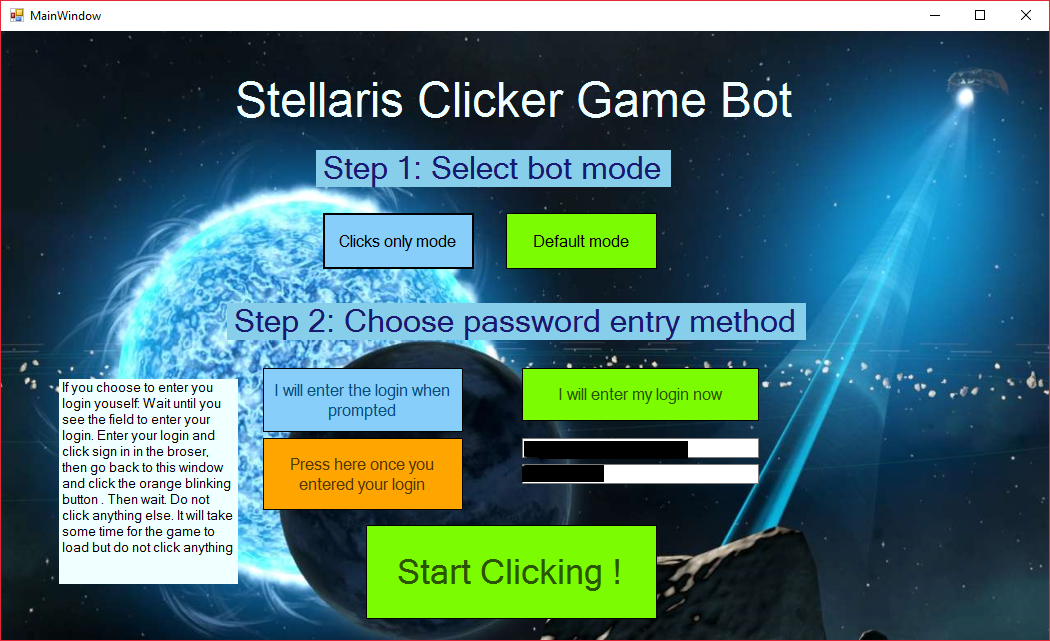 MainWindow
Stellaris Clicker Game Bot
Step 1: Select bot mode
Clicks only mode
Default mode
Step 2: Choose password entry method
If you choose to enter you
login youself: Wait until you
see the field to enter your
login. Enter your login and
click sign in in the broser,
then go back to this window
and click the orange blinking
button . Then wait. Do not
click anything else. It will take
some time for the game to
load but do not click anything
I will enter the login when
prompted
I will enter my login now
Press here once you
entered your login
Start Clicking !